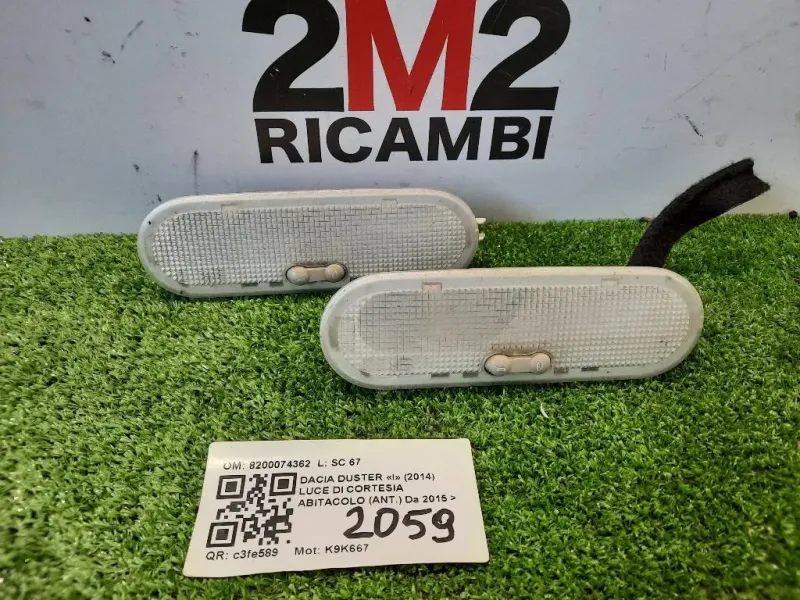 2M2
RICAMBI
OM: 8200074362 L: SC 67
DACIA DUSTER «I» (2014)
LUCE DI CORTESIA
ABITACOLO (ANT.) Da 2015 >
2059
QR: c3fe589 Mot: K9K667